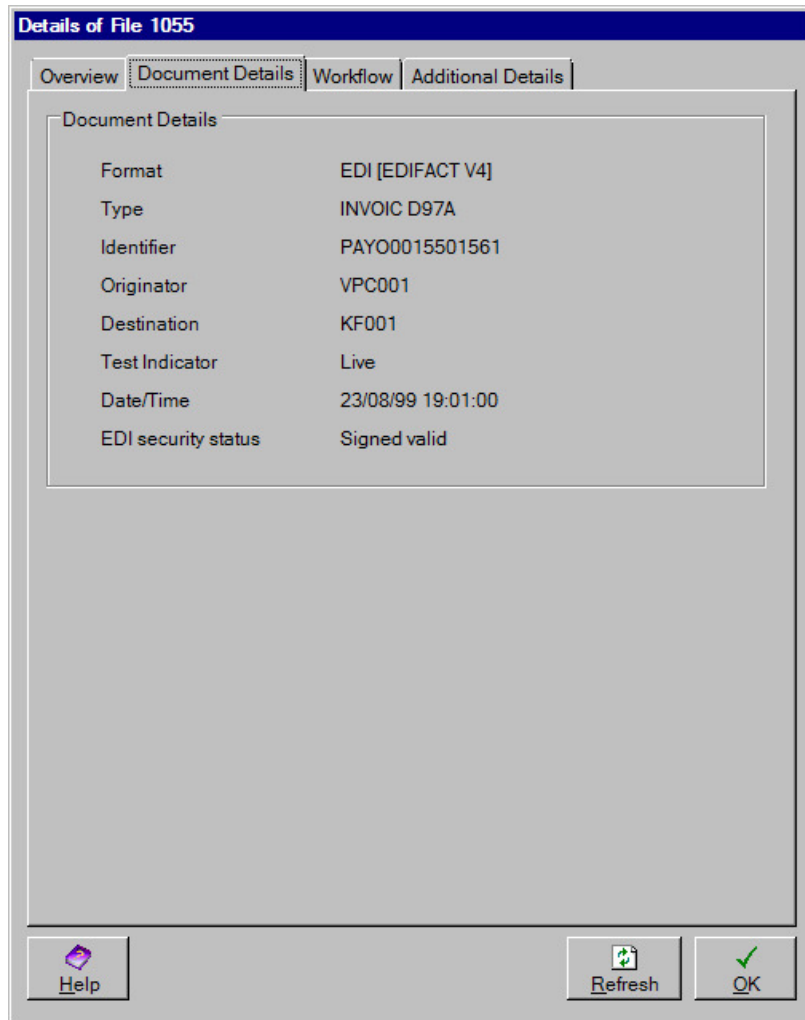 Details of File 1055
Overview Document Details Workflow Additional Details
Document Details
Format EDI [EDIFACT V4]
Type INVOIC D97A
Identifier PAYO0015501561
Originator VPC001
Destination KF001
Test Indicator Live
Date/Time 23/08/99 19:01:00
EDI security status Signed valid
Help Refresh OK